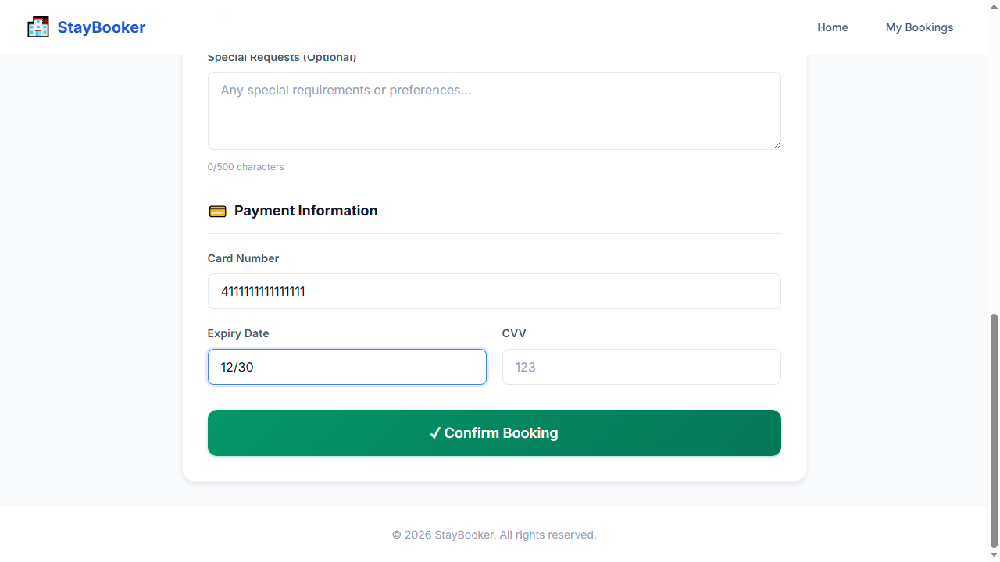 StayBooker
Home
My Bookings
Special Requests (Optional)
Any special requirements or preferences...
0/500 characters
Payment Information
Card Number
4111111111111111
Expiry Date
CVV
12/30
123
✓ Confirm Booking
© 2026 StayBooker. All rights reserved.